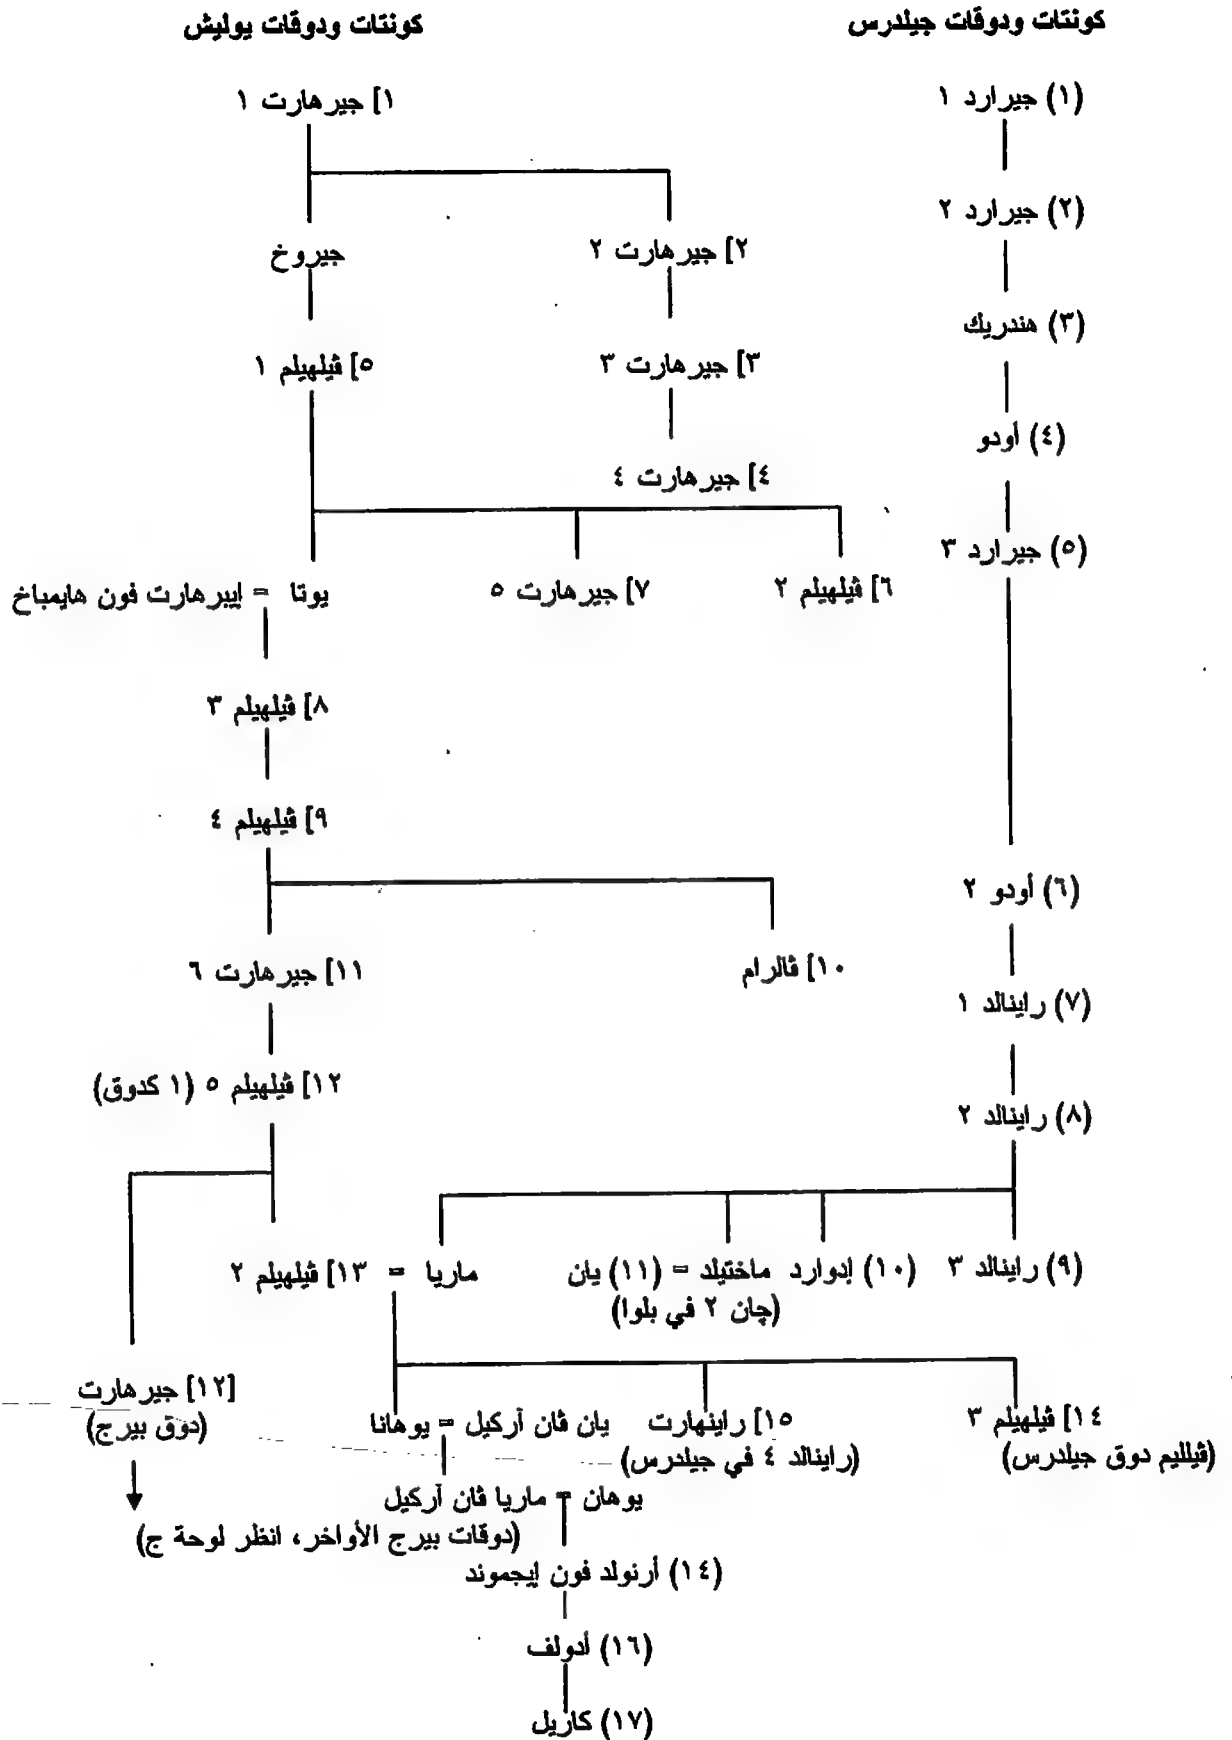 كونتات ودوقات جيلدرس
كونتات ودوقات يوليش
(١) جيرارد ١
[١ جيرهارت ١
(٢) جيرارد ٢
[٢ جيرهارت ٢
جيروخ
(٣) هندريك
[٣ جيرهارت ٣
[٥ ڤيلهيلم ١
(٤) أودو
[٤ جيرهارت ٤
(٥) جيرارد ٣
[٦ ڤيلهيلم ٢
[٧ جيرهارت ٥
يوتا = إيبرهارت فون هايمباخ
[٨ ڤيلهيلم ٣
[٩ ڤيلهيلم ٤
(٦) أودو ٢
[١٠ ڤالرام
[١١ جيرهارت ٦
(٧) راينالد ١
[١٢ ڤيلهيلم ٥ (١ كدوق)
(٨) راينالد ٢
(٩) راينالد ٣
(١٠) إدوارد
ماختيلد = (١١) يان
(چان ٢ في بلوا)
ماريا = [١٣ ڤيلهيلم ٢
[١٤ ڤيلهيلم ٣
(ڤيلليم دوق جيلدرس)
[١٥ راينهارت
(راينالد ٤ في جيلدرس)
يان ڤان آركيل = يوهانا
[١٢] جيرهارت
(دوق بيرج)
يوهان = ماريا ڤان آركيل
(دوقات بيرج الأواخر، انظر لوحة ج)
(١٤) أرنولد فون إيجموند
(١٦) أدولف
(١٧) كاريل